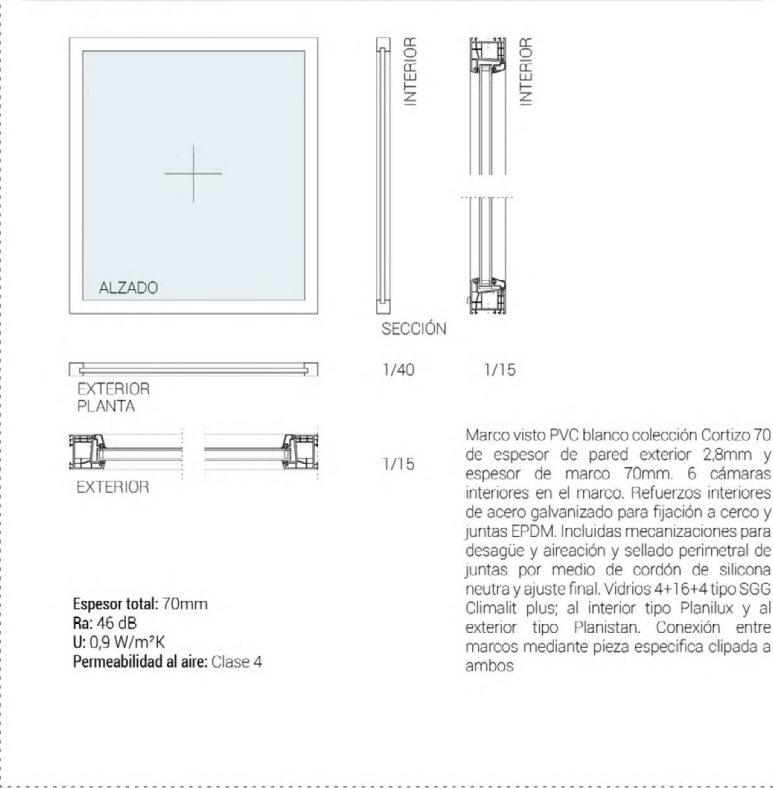 INTERIOR
INTERIOR
ALZADO
SECCIÓN
1/40
1/15
EXTERIOR
PLANTA
1/15
EXTERIOR
Marco visto PVC blanco colección Cortizo 70
de espesor de pared exterior 2,8mm y
espesor de marco 70mm. 6 cámaras
interiores en el marco. Refuerzos interiores
de acero galvanizado para fijación a cerco y
juntas EPDM. Incluidas mecanizaciones para
desagüe y aireación y sellado perimetral de
juntas por medio de cordón de silicona
neutra y ajuste final. Vidrios 4+16+4 tipo SGG
Climalit plus; al interior tipo Planilux y al
exterior tipo Planistan. Conexión entre
marcos mediante pieza especifica clipada a
ambos
Espesor total: 70mm
Ra: 46 dB
U: 0,9 W/m²K
Permeabilidad al aire: Clase 4